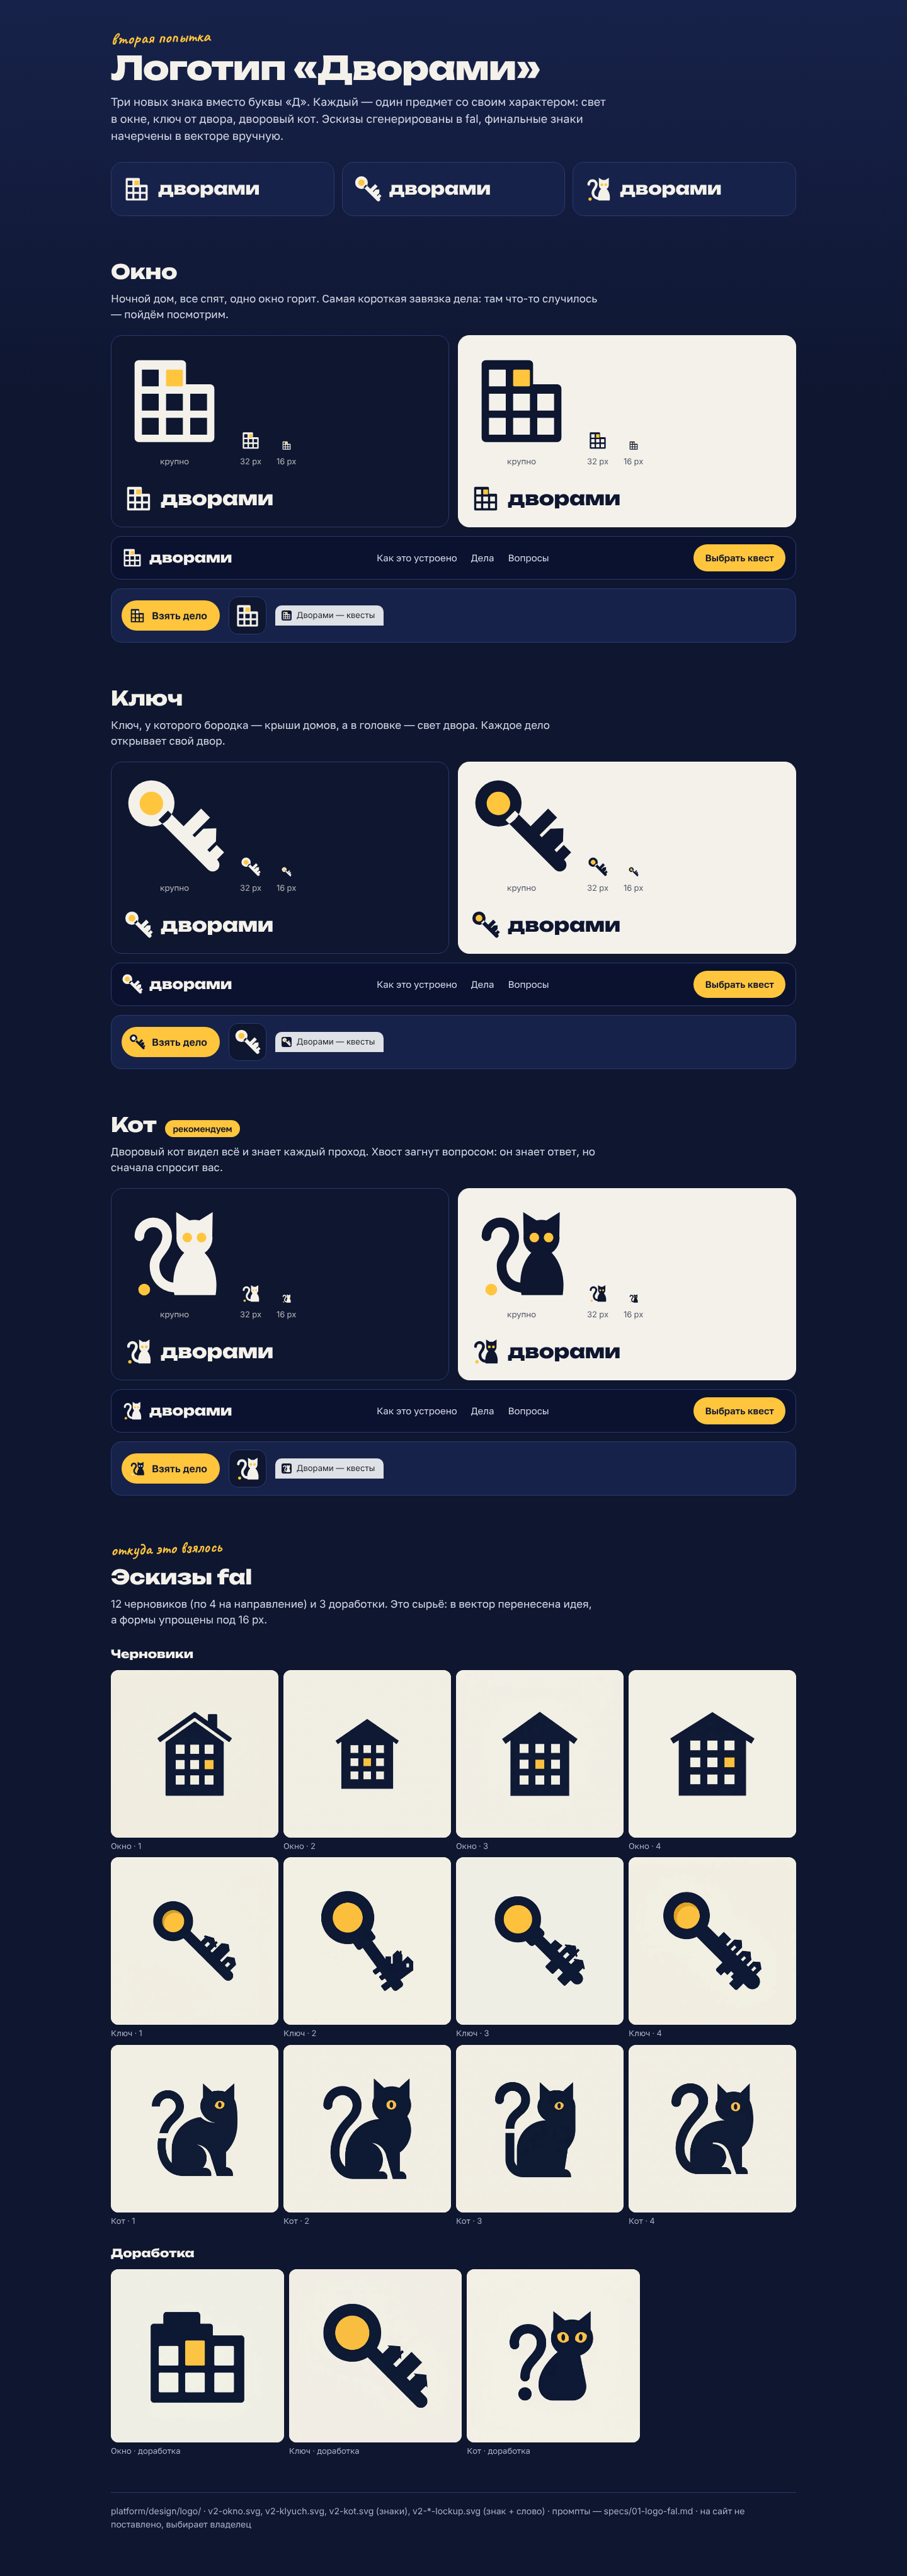 вторая попытка
Логотип «Дворами»
Три новых знака вместо буквы «Д». Каждый — один предмет со своим характером: свет
в окне, ключ от двора, дворовый кот. Эскизы сгенерированы в fal, финальные знаки
начерчены в векторе вручную.
дворами дворами дворами
Окно
Ночной дом, все спят, одно окно горит. Самая короткая завязка дела: там что-то случилось
— пойдём посмотрим.
крупно 32 px 16 px крупно 32 px 16 px
дворами дворами
дворами Как это устроено Дела Вопросы Выбрать квест
Взять дело Дворами — квесты
Ключ
Ключ, у которого бородка — крыши домов, а в головке — свет двора. Каждое дело
открывает свой двор.
крупно 32 px 16 px крупно 32 px 16 px
дворами дворами
дворами Как это устроено Дела Вопросы Выбрать квест
Взять дело Дворами — квесты
Кот рекомендуем
Дворовый кот видел всё и знает каждый проход. Хвост загнут вопросом: он знает ответ, но
сначала спросит вас.
крупно 32 px 16 px крупно 32 px 16 px
дворами дворами
дворами Как это устроено Дела Вопросы Выбрать квест
Взять дело Дворами — квесты
откуда это взялось
Эскизы fal
12 черновиков (по 4 на направление) и 3 доработки. Это сырьё: в вектор перенесена идея,
а формы упрощены под 16 px.
Черновики
Окно · 1 Окно · 2 Окно · 3 Окно · 4
Ключ · 1 Ключ · 2 Ключ · 3 Ключ · 4
Кот · 1 Кот · 2 Кот · 3 Кот · 4
Доработка
Окно · доработка Ключ · доработка Кот · доработка
platform/design/logo/ · v2-okno.svg, v2-klyuch.svg, v2-kot.svg (знаки), v2-*-lockup.svg (знак + слово) · промпты — specs/01-logo-fal.md · на сайт не
поставлено, выбирает владелец